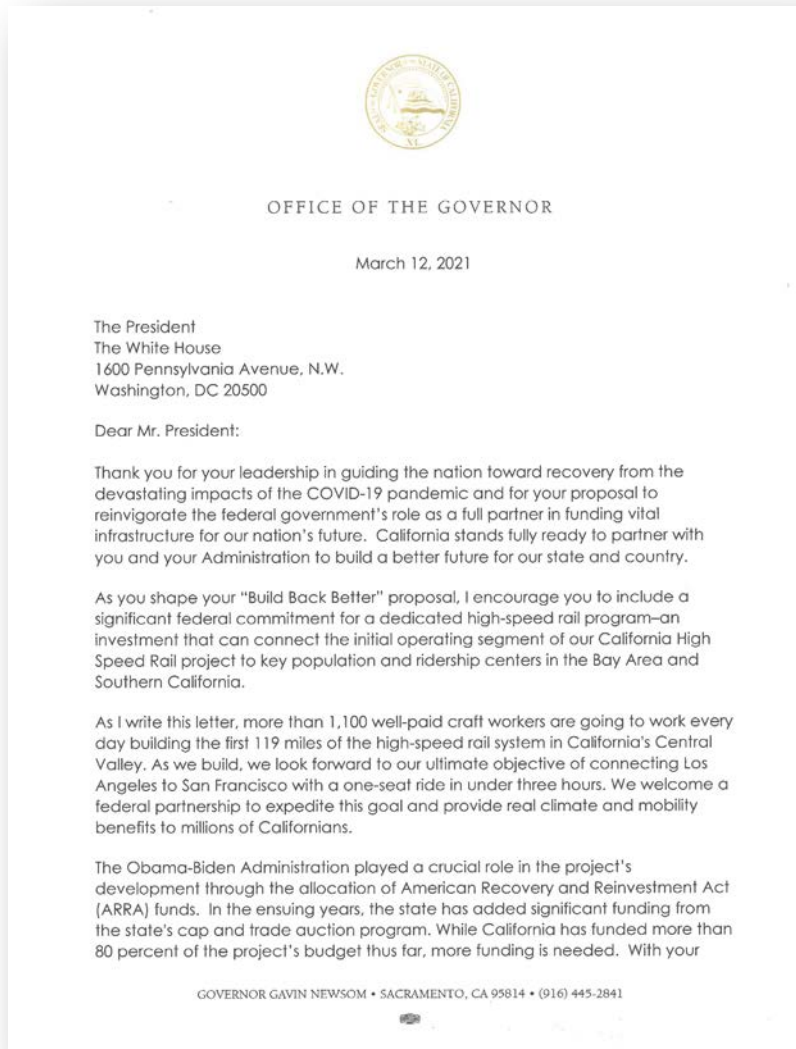 SEAL OF THE GOVERNOR OF THE STATE OF CALIFORNIA
XL
OFFICE OF THE GOVERNOR
March 12, 2021
The President
The White House
1600 Pennsylvania Avenue, N.W.
Washington, DC 20500
Dear Mr. President:
Thank you for your leadership in guiding the nation toward recovery from the
devastating impacts of the COVID-19 pandemic and for your proposal to
reinvigorate the federal government's role as a full partner in funding vital
infrastructure for our nation's future.  California stands fully ready to partner with
you and your Administration to build a better future for our state and country.
As you shape your "Build Back Better" proposal, I encourage you to include a
significant federal commitment for a dedicated high-speed rail program–an
investment that can connect the initial operating segment of our California High
Speed Rail project to key population and ridership centers in the Bay Area and
Southern California.
As I write this letter, more than 1,100 well-paid craft workers are going to work every
day building the first 119 miles of the high-speed rail system in California's Central
Valley. As we build, we look forward to our ultimate objective of connecting Los
Angeles to San Francisco with a one-seat ride in under three hours. We welcome a
federal partnership to expedite this goal and provide real climate and mobility
benefits to millions of Californians.
The Obama-Biden Administration played a crucial role in the project's
development through the allocation of American Recovery and Reinvestment Act
(ARRA) funds.  In the ensuing years, the state has added significant funding from
the state's cap and trade auction program. While California has funded more than
80 percent of the project's budget thus far, more funding is needed.  With your
GOVERNOR GAVIN NEWSOM • SACRAMENTO, CA 95814 • (916) 445-2841